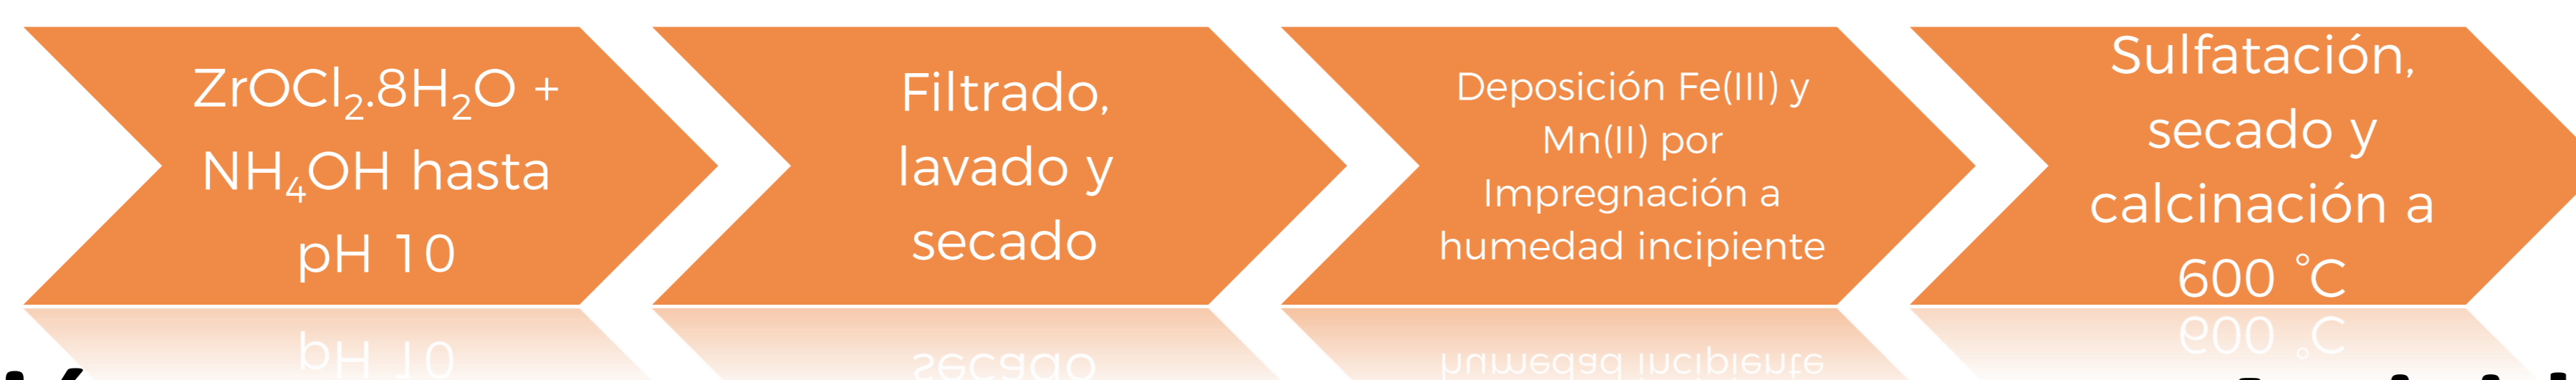 ZrOCl₂.8H₂O +
NH₄OH hasta
pH 10
Filtrado,
lavado y
secado
Deposición Fe(III) y
Mn(II) por
Impregnación a
humedad incipiente
Sulfatación,
secado y
calcinación a
600 °C